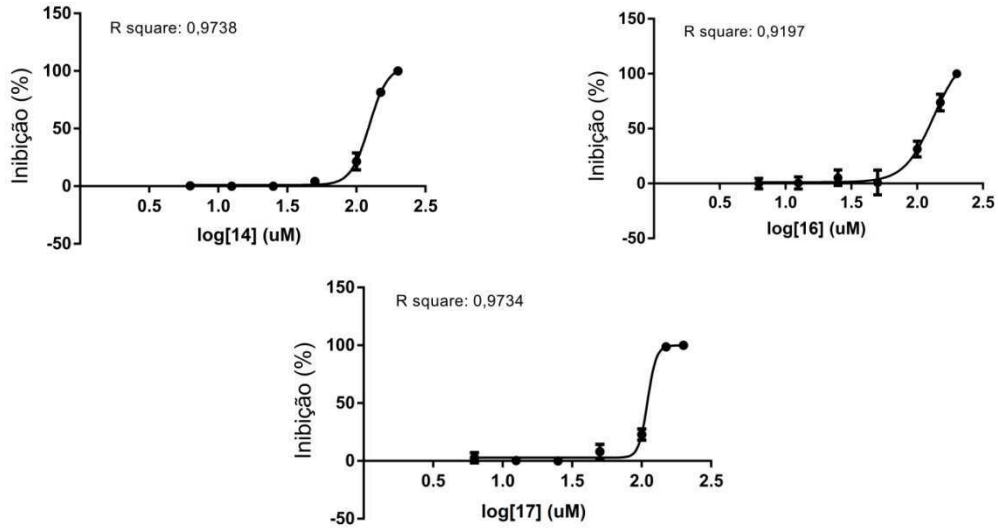 R square: 0,9738
Inibição (%)
150
100
50
0
-50
0.5 1.0 1.5 2.0 2.5
log[14] (uM)
R square: 0,9197
Inibição (%)
150
100
50
0
-50
0.5 1.0 1.5 2.0 2.5
log[16] (uM)
R square: 0,9734
Inibição (%)
150
100
50
0
-50
0.5 1.0 1.5 2.0 2.5
log[17] (uM)